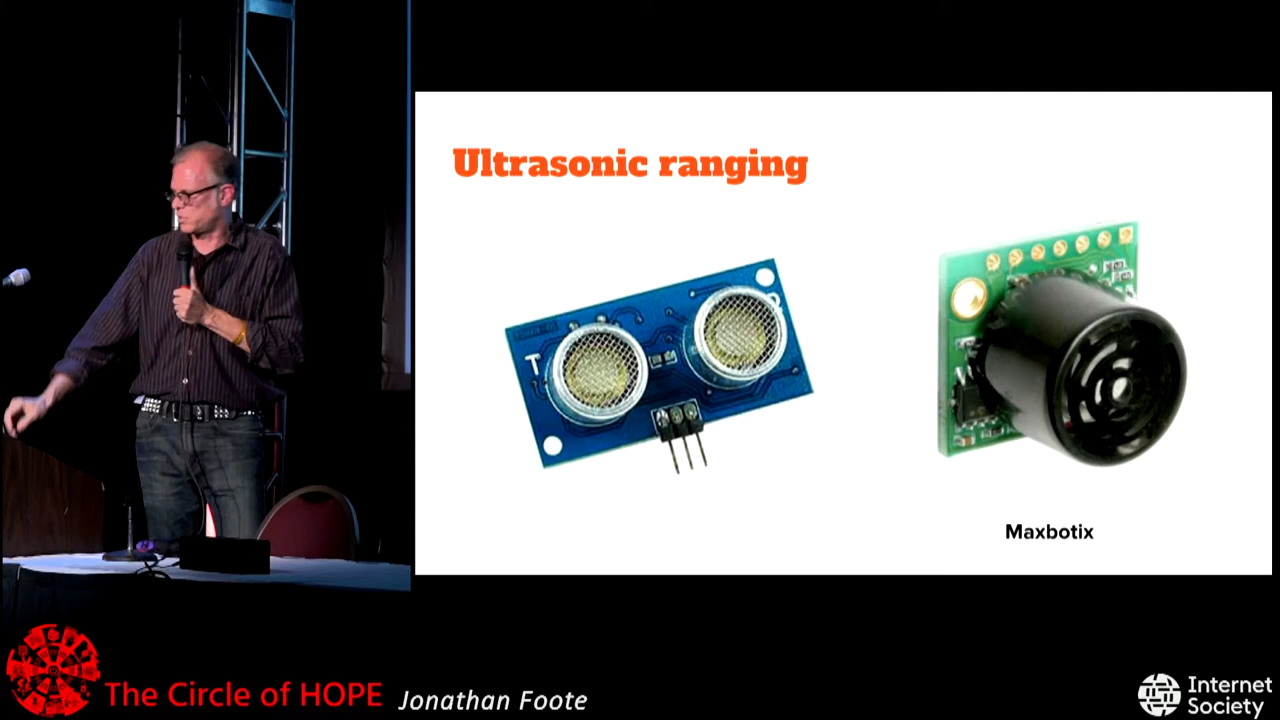 Ultrasonic ranging
T
Maxbotix
The Circle of HOPE
Jonathan Foote
Internet
Society